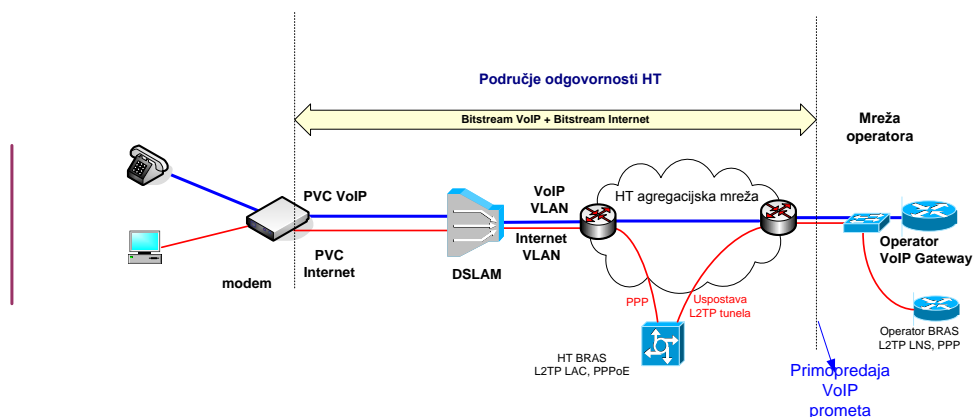 Područje odgovornosti HT
Bitstream VoIP + Bitstream Internet
Mreža
operatora
PVC VoIP
VoIP
VLAN
HT agregacijska mreža
PVC
Internet
Internet
VLAN
modem
DSLAM
Operator
VoIP Gateway
PPP
Uspostava
L2TP tunela
HT BRAS
L2TP LAC, PPPoE
Operator BRAS
L2TP LNS, PPP
Primopredaja
VoIP
prometa